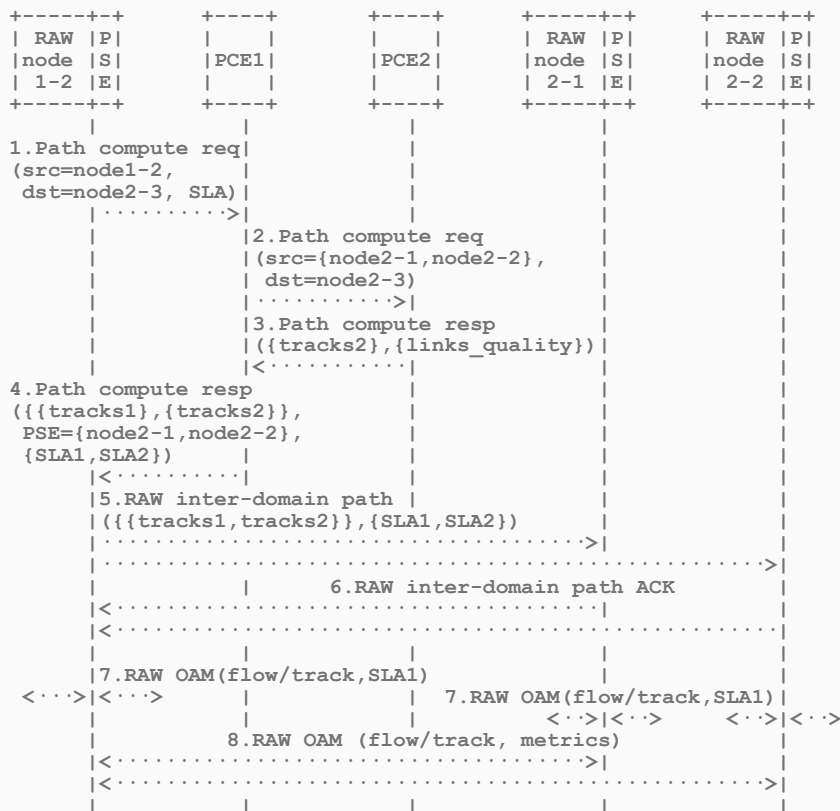 RAW P PCE1 PCE2 RAW P RAW P
node S node S node S
1-2 E 2-1 E 2-2 E
1.Path compute req
(src=node1-2,
dst=node2-3, SLA)
2.Path compute req
(src={node2-1,node2-2},
dst=node2-3)
3.Path compute resp
({tracks2},{links_quality})
4.Path compute resp
({{tracks1},{tracks2}},
PSE={node2-1,node2-2},
{SLA1,SLA2})
5.RAW inter-domain path
({{tracks1,tracks2}},{SLA1,SLA2})
6.RAW inter-domain path ACK
7.RAW OAM(flow/track,SLA1)
7.RAW OAM(flow/track,SLA1)
8.RAW OAM (flow/track, metrics)